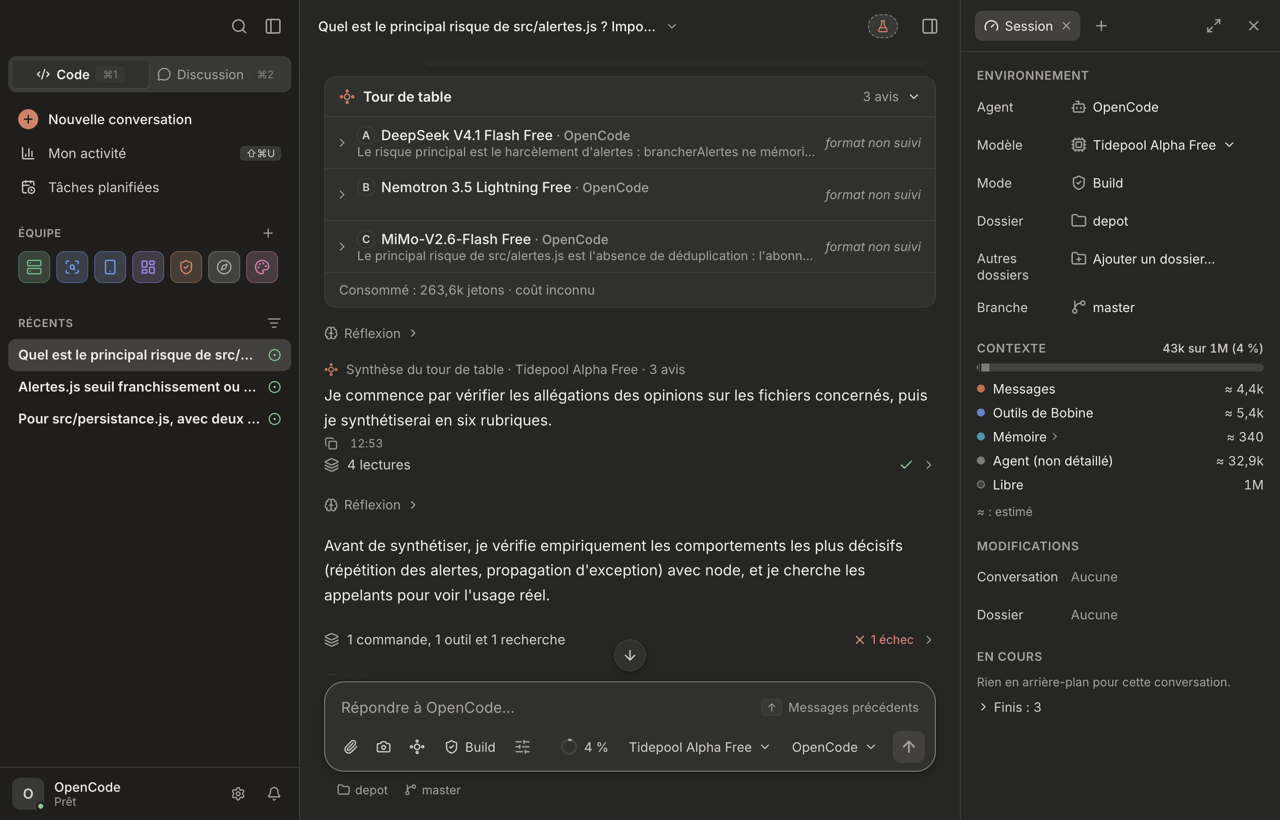 Code ⌘1
Discussion ⌘2
Nouvelle conversation
Mon activité ⇧⌘U
Tâches planifiées
ÉQUIPE
RÉCENTS
Quel est le principal risque de src/...
Alertes.js seuil franchissement ou ...
Pour src/persistance.js, avec deux ...
O
OpenCode
Prêt
Quel est le principal risque de src/alertes.js ? Impo...
Tour de table
3 avis
A DeepSeek V4.1 Flash Free · OpenCode
Le risque principal est le harcèlement d'alertes : brancherAlertes ne mémori...
format non suivi
B Nemotron 3.5 Lightning Free · OpenCode
format non suivi
C MiMo-V2.6-Flash Free · OpenCode
Le principal risque de src/alertes.js est l'absence de déduplication : l'abonn...
format non suivi
Consommé : 263,6k jetons · coût inconnu
Réflexion
Synthèse du tour de table · Tidepool Alpha Free · 3 avis
Je commence par vérifier les allégations des opinions sur les fichiers concernés, puis
je synthétiserai en six rubriques.
12:53
4 lectures
Réflexion
Avant de synthétiser, je vérifie empiriquement les comportements les plus décisifs
(répétition des alertes, propagation d'exception) avec node, et je cherche les
appelants pour voir l'usage réel.
1 commande, 1 outil et 1 recherche
1 échec
Répondre à OpenCode...
Messages précédents
Build
4 %
Tidepool Alpha Free
OpenCode
depot
master
Session
ENVIRONNEMENT
Agent OpenCode
Modèle Tidepool Alpha Free
Mode Build
Dossier depot
Autres
dossiers
Ajouter un dossier...
Branche master
CONTEXTE 43k sur 1M (4 %)
Messages ≈ 4,4k
Outils de Bobine ≈ 5,4k
Mémoire ≈ 340
Agent (non détaillé) ≈ 32,9k
Libre 1M
≈ : estimé
MODIFICATIONS
Conversation Aucune
Dossier Aucune
EN COURS
Rien en arrière-plan pour cette conversation.
Finis : 3